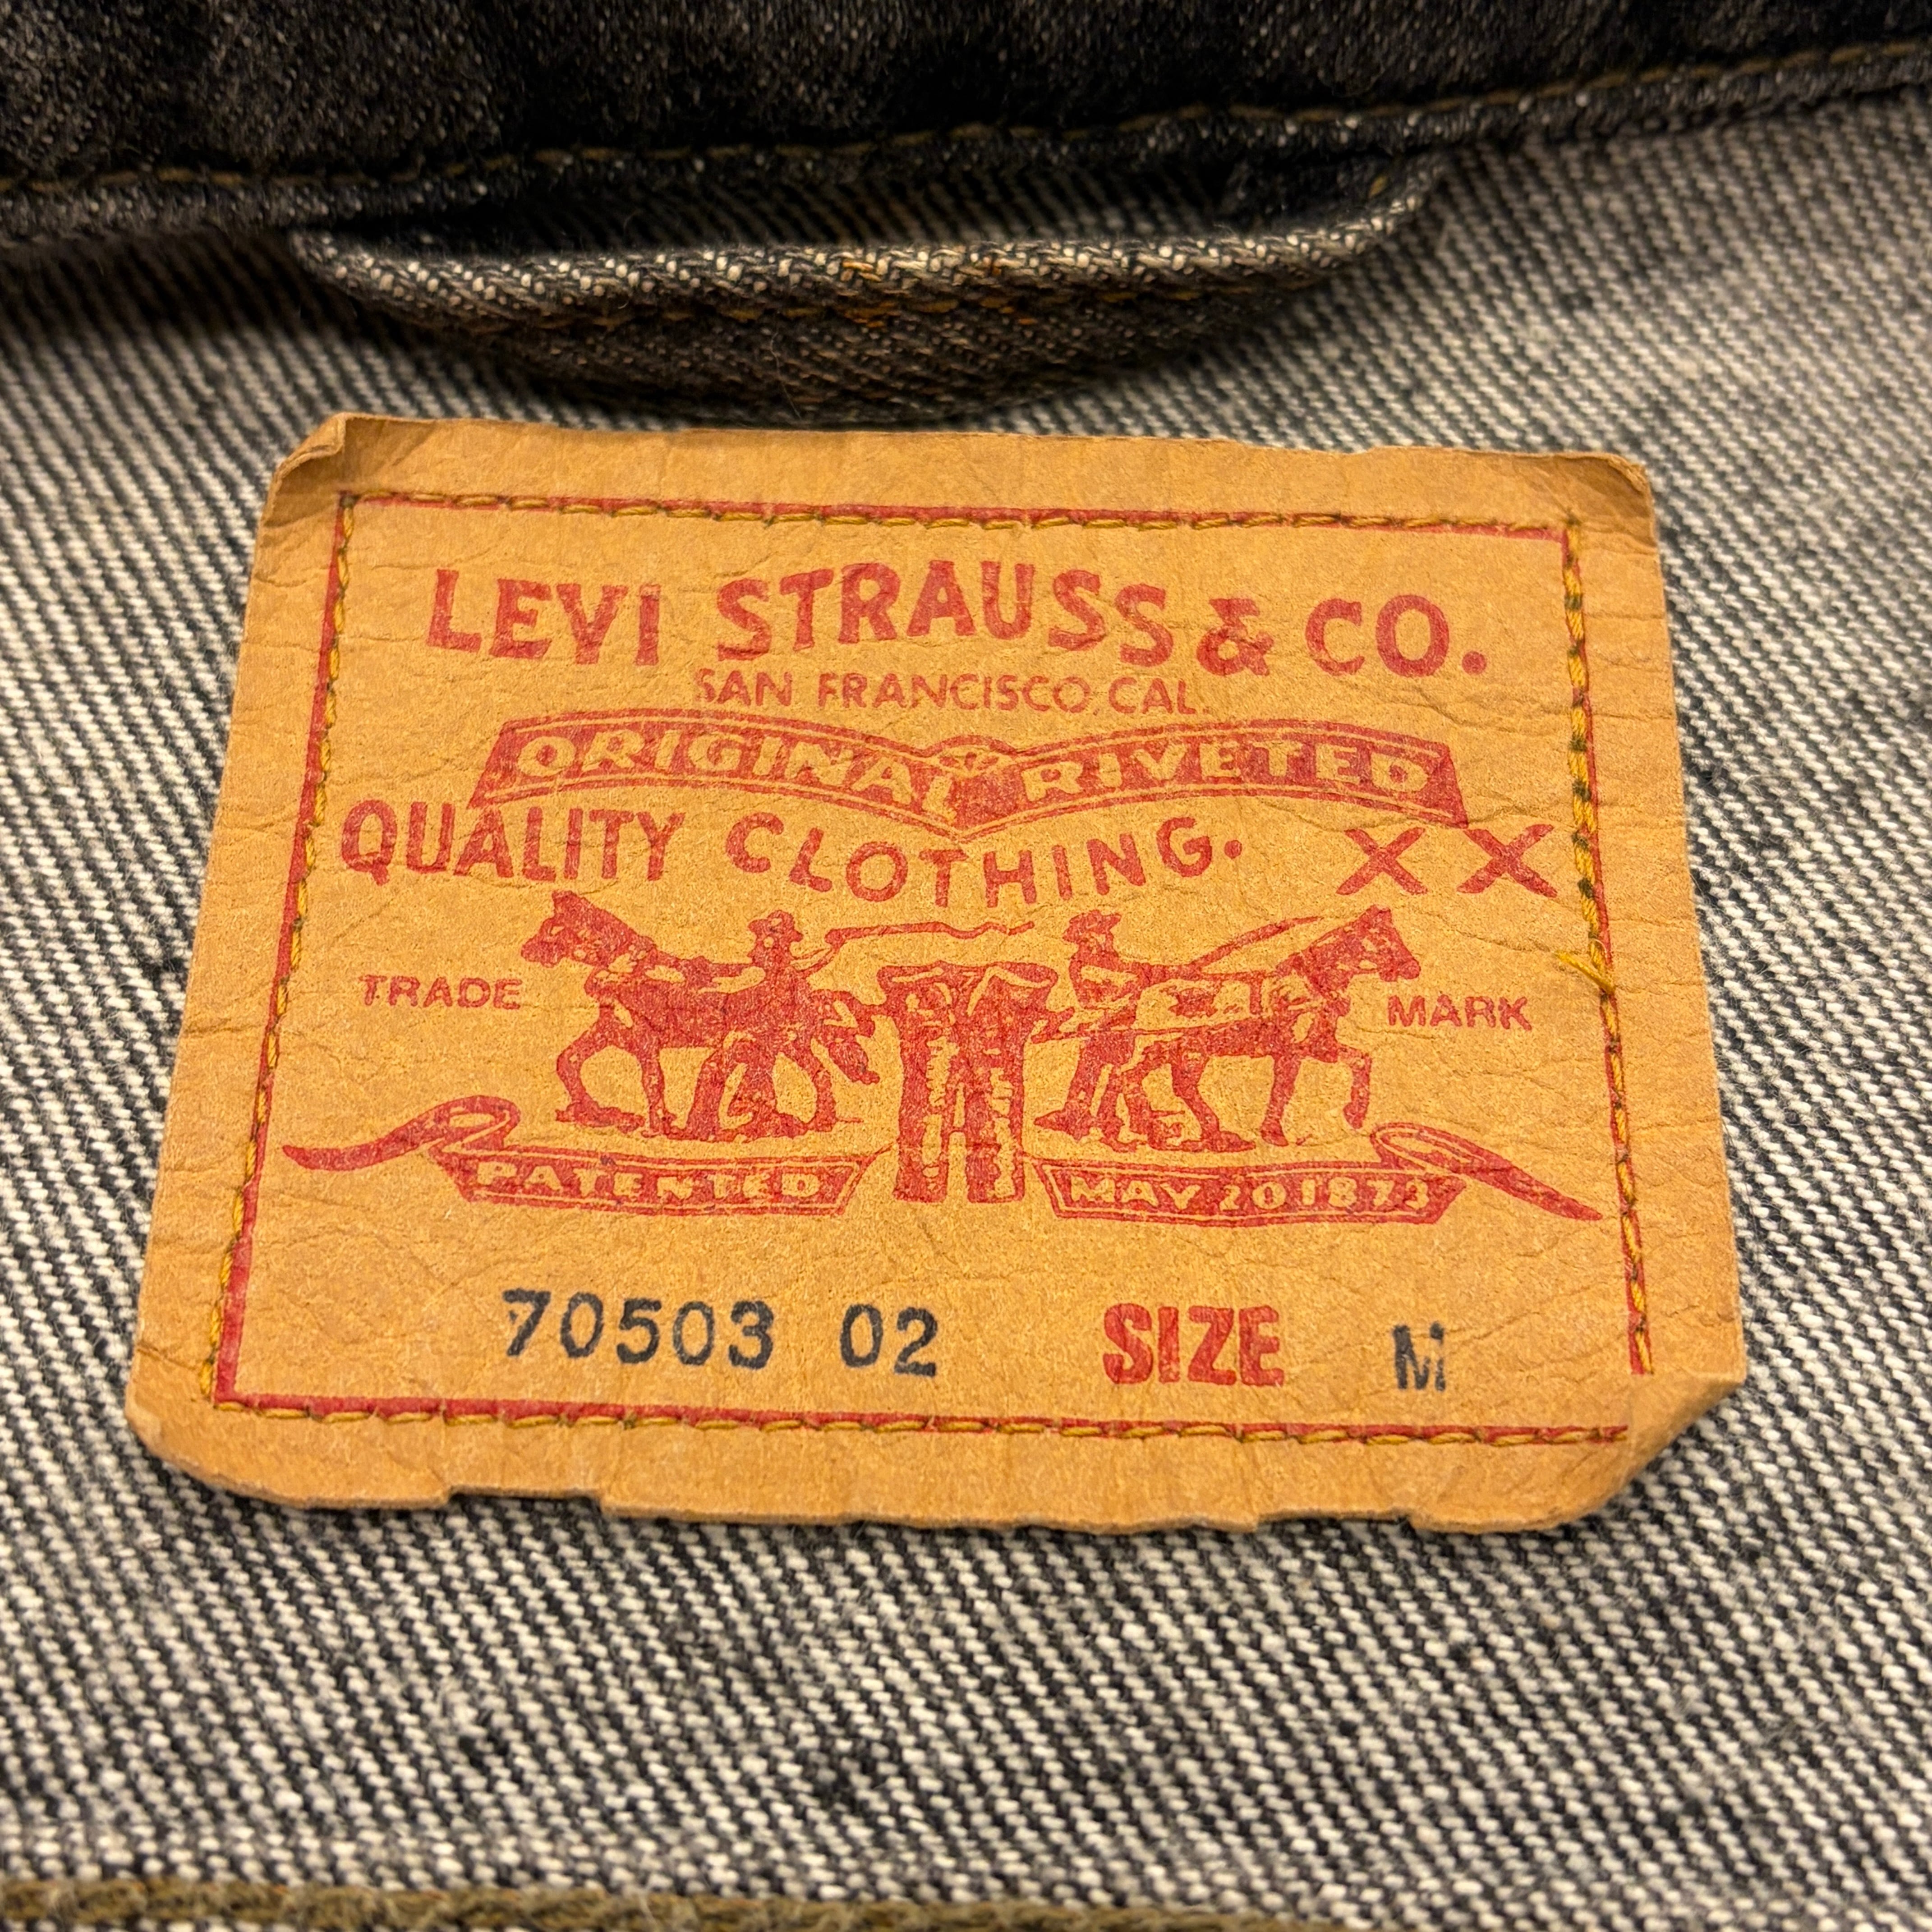 LEVI STRAUSS & CO.
SAN FRANCISCO, CAL.
ORIGINAL RIVETED
QUALITY CLOTHING. XX
TRADE MARK
PATENTED MAY 20 1873
70503 02 SIZE M